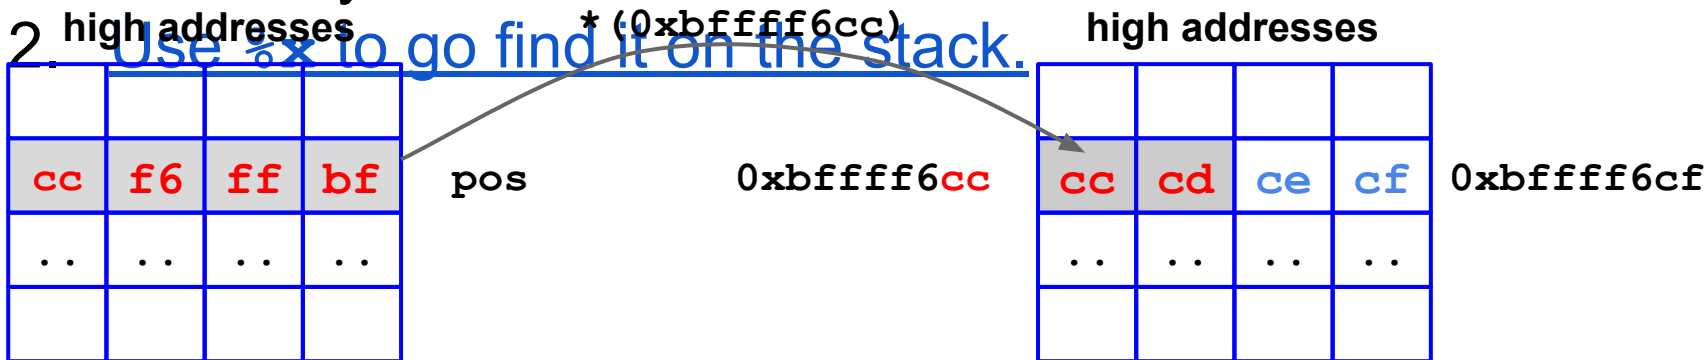 2. Use %x to go find it on the stack.
high addresses
*(0xbffff6cc)
high addresses
cc f6 ff bf pos 0xbffff6cc cc cd ce cf 0xbffff6cf
.. .. .. .. .. .. .. ..